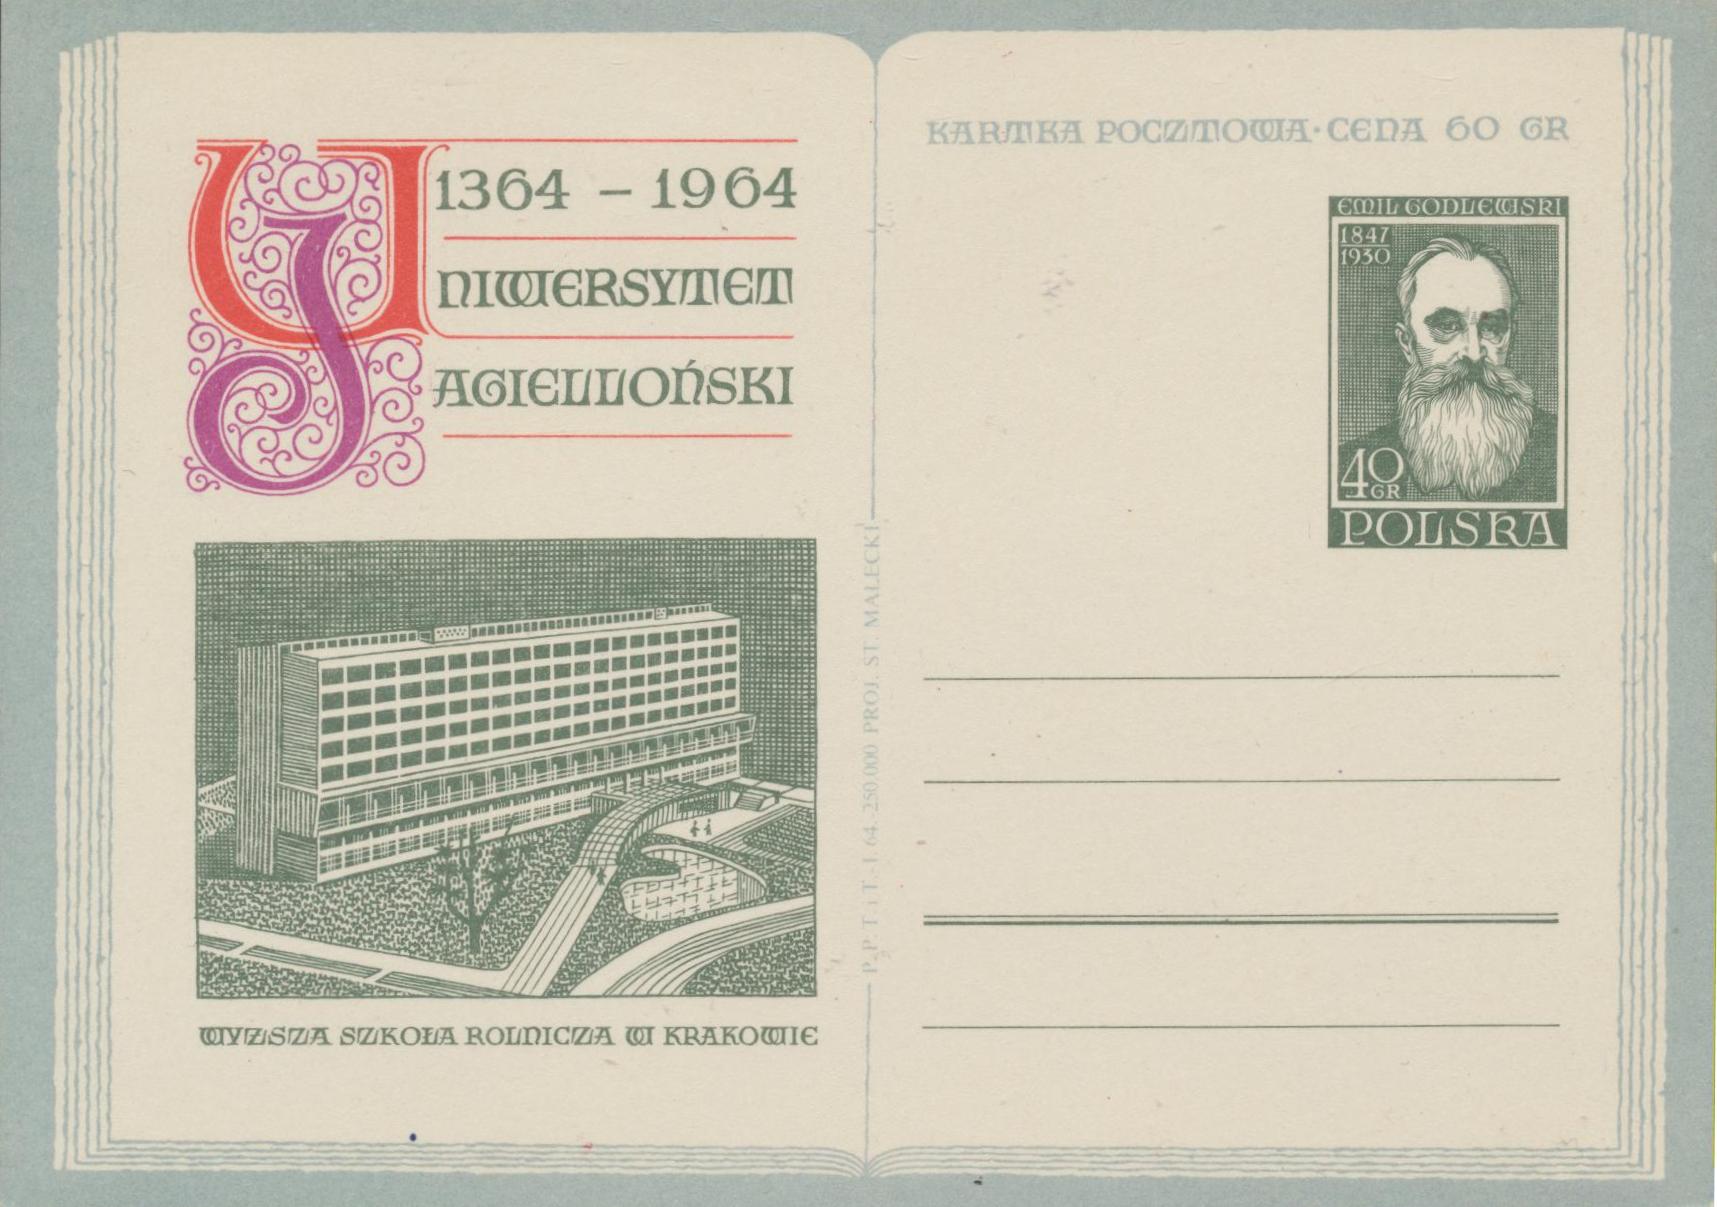 1364 – 1964
UNIWERSYTET
JAGIELLOŃSKI
WYŻSZA SZKOŁA ROLNICZA W KRAKOWIE
P. P. T. i T. - I. 64. 250.000 PROJ. ST. MAŁECKI
KARTKA POCZTOWA • CENA 60 GR
EMIL GODLEWSKI
1847
1930
40
GR
POLSKA